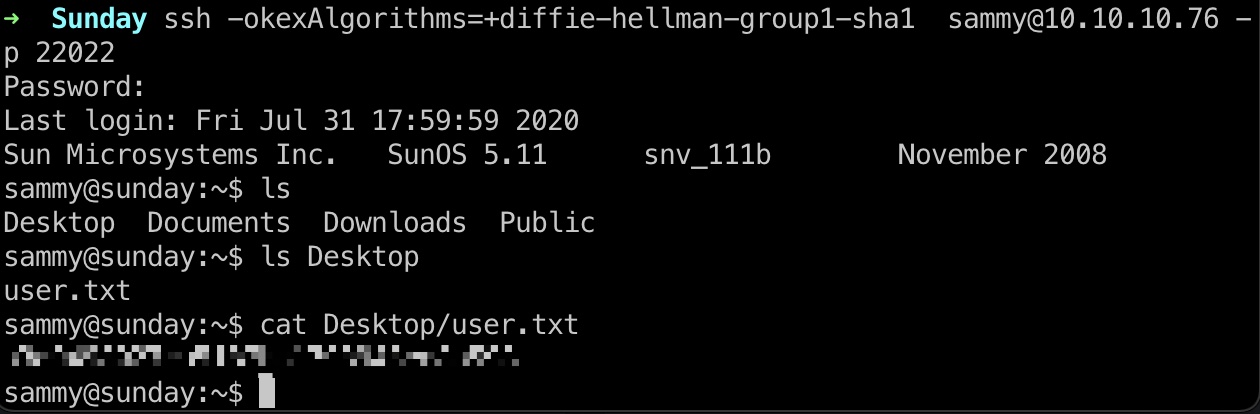 →  Sunday ssh -okexAlgorithms=+diffie-hellman-group1-sha1  sammy@10.10.10.76 -
p 22022
Password:
Last login: Fri Jul 31 17:59:59 2020
Sun Microsystems Inc.   SunOS 5.11      snv_111b        November 2008
sammy@sunday:~$ ls
Desktop  Documents  Downloads  Public
sammy@sunday:~$ ls Desktop
user.txt
sammy@sunday:~$ cat Desktop/user.txt
sammy@sunday:~$